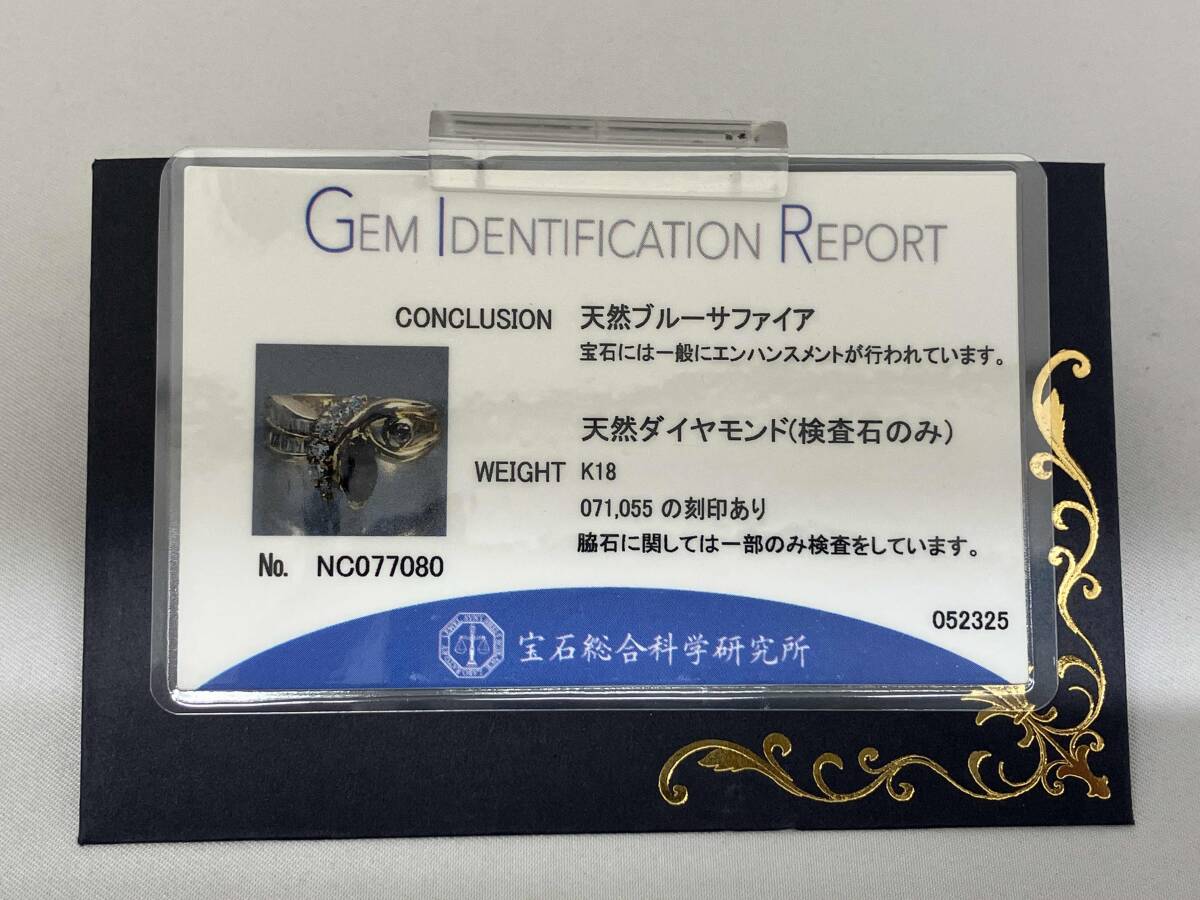 GEM IDENTIFICATION REPORT
CONCLUSION 天然ブルーサファイア
宝石には一般にエンハンスメントが行われています。
天然ダイヤモンド(検査石のみ)
WEIGHT K18
071,055 の刻印あり
脇石に関しては一部のみ検査をしています。
No. NC077080
052325
宝石総合科学研究所